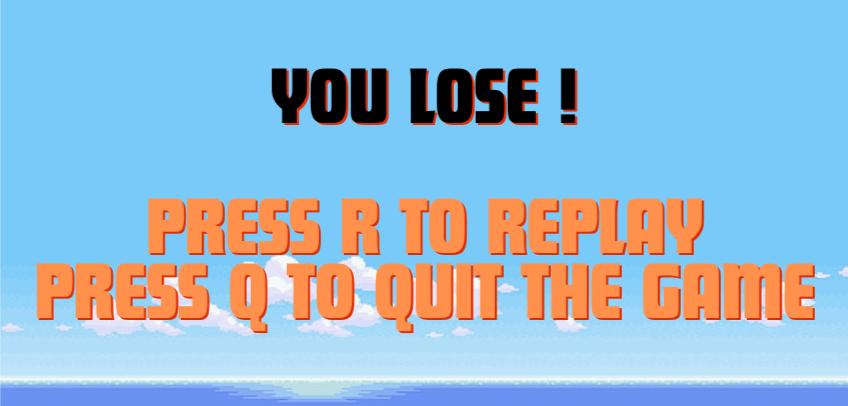 YOU LOSE !
PRESS R TO REPLAY
PRESS Q TO QUIT THE GAME